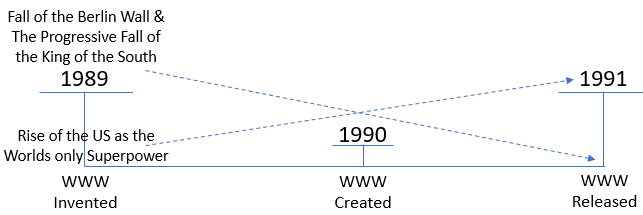 Fall of the Berlin Wall &
The Progressive Fall of
the King of the South
1989
1991
Rise of the US as the
Worlds only Superpower
1990
WWW
Invented
WWW
Created
WWW
Released